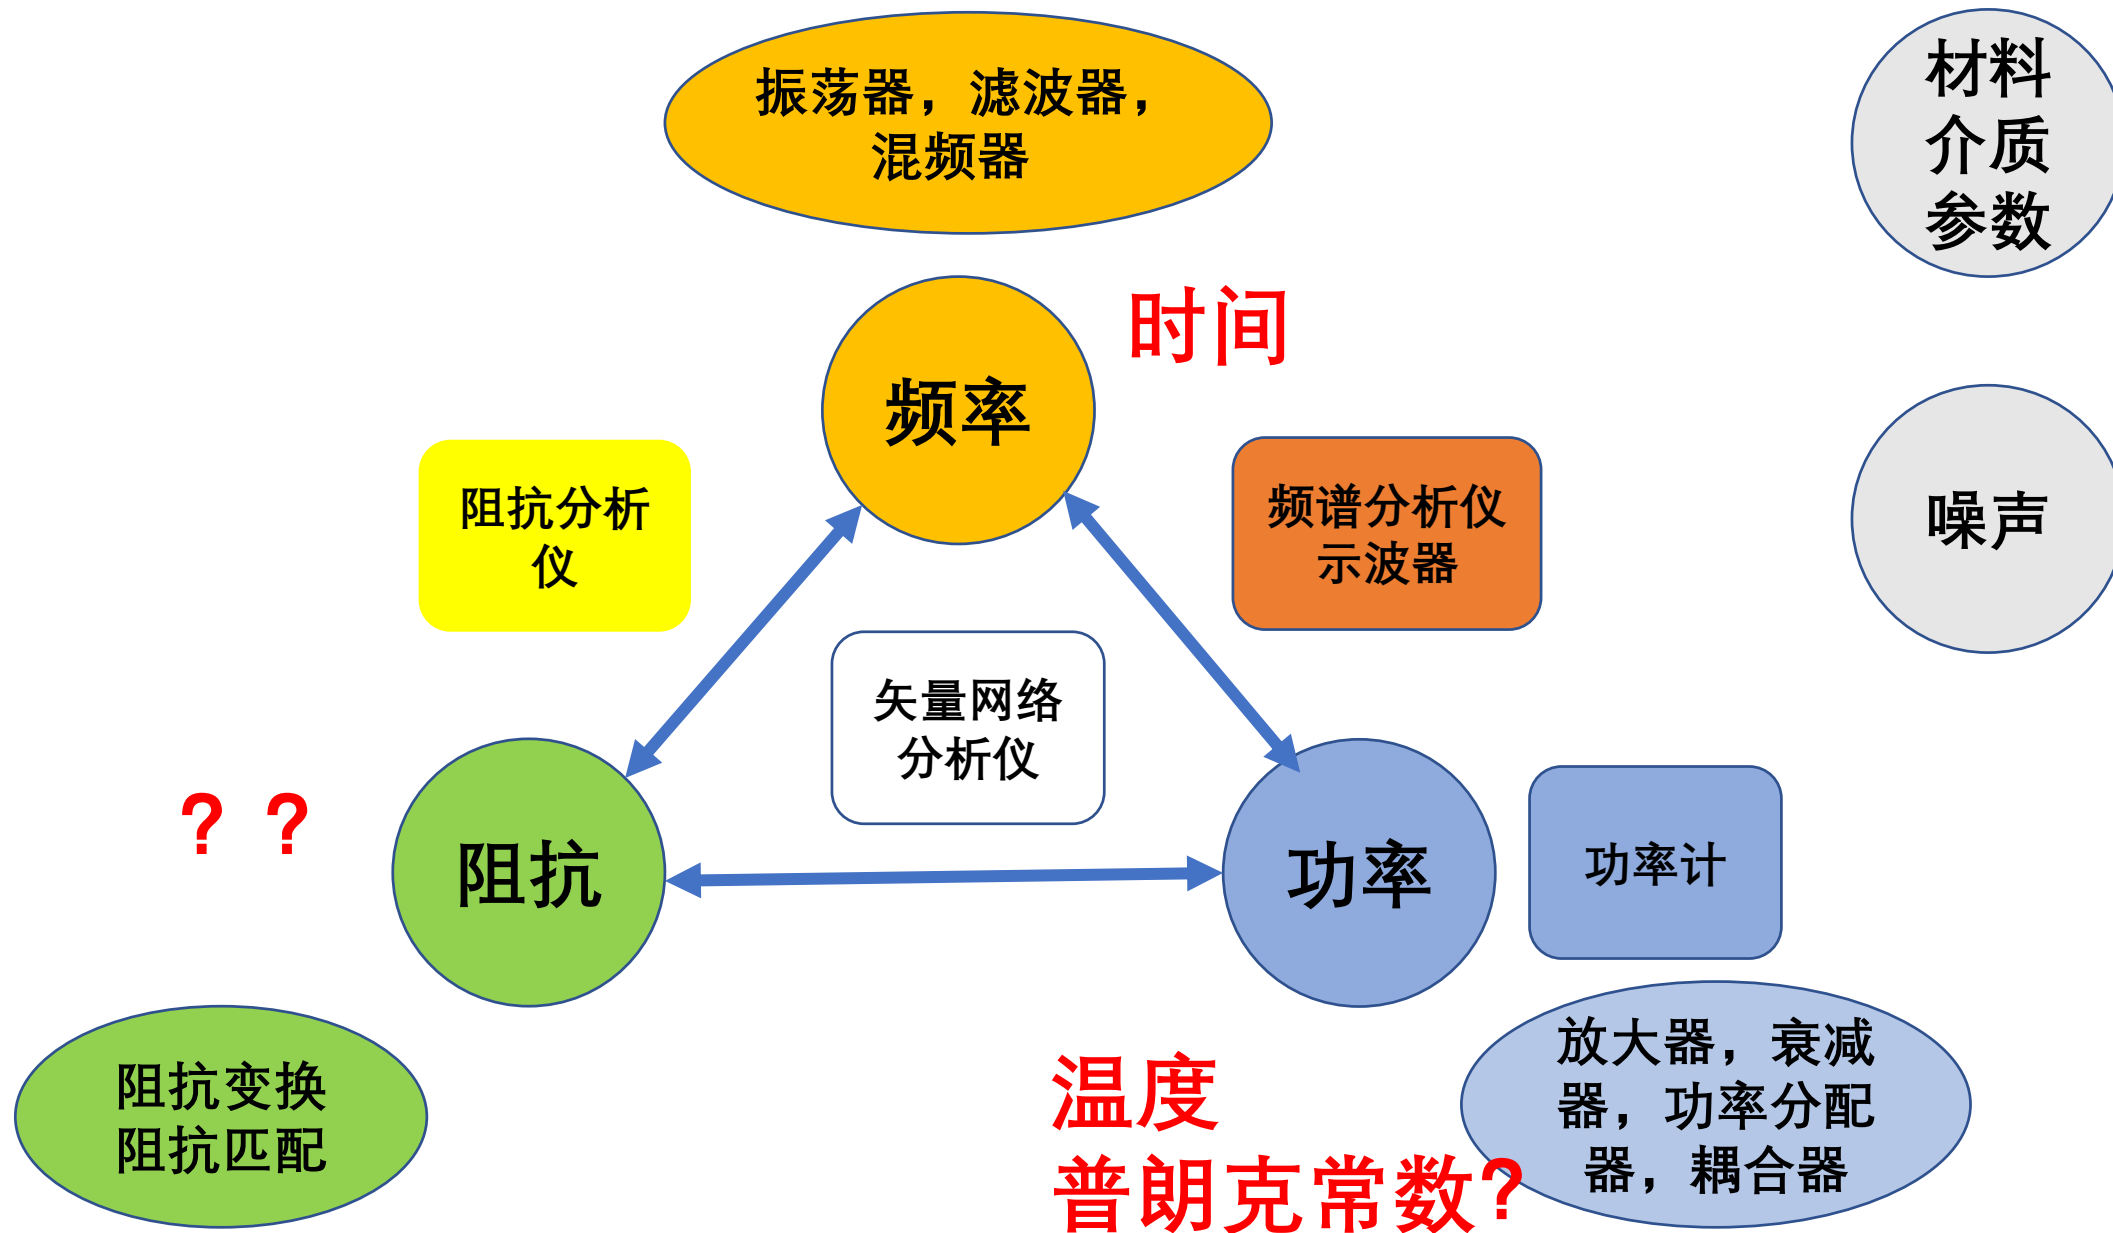 振荡器，滤波器，
混频器
材料
介质
参数
时间
频率
阻抗分析
仪
频谱分析仪
示波器
噪声
矢量网络
分析仪
？？
阻抗
功率
功率计
阻抗变换
阻抗匹配
温度
普朗克常数?
放大器，衰减
器，功率分配
器，耦合器